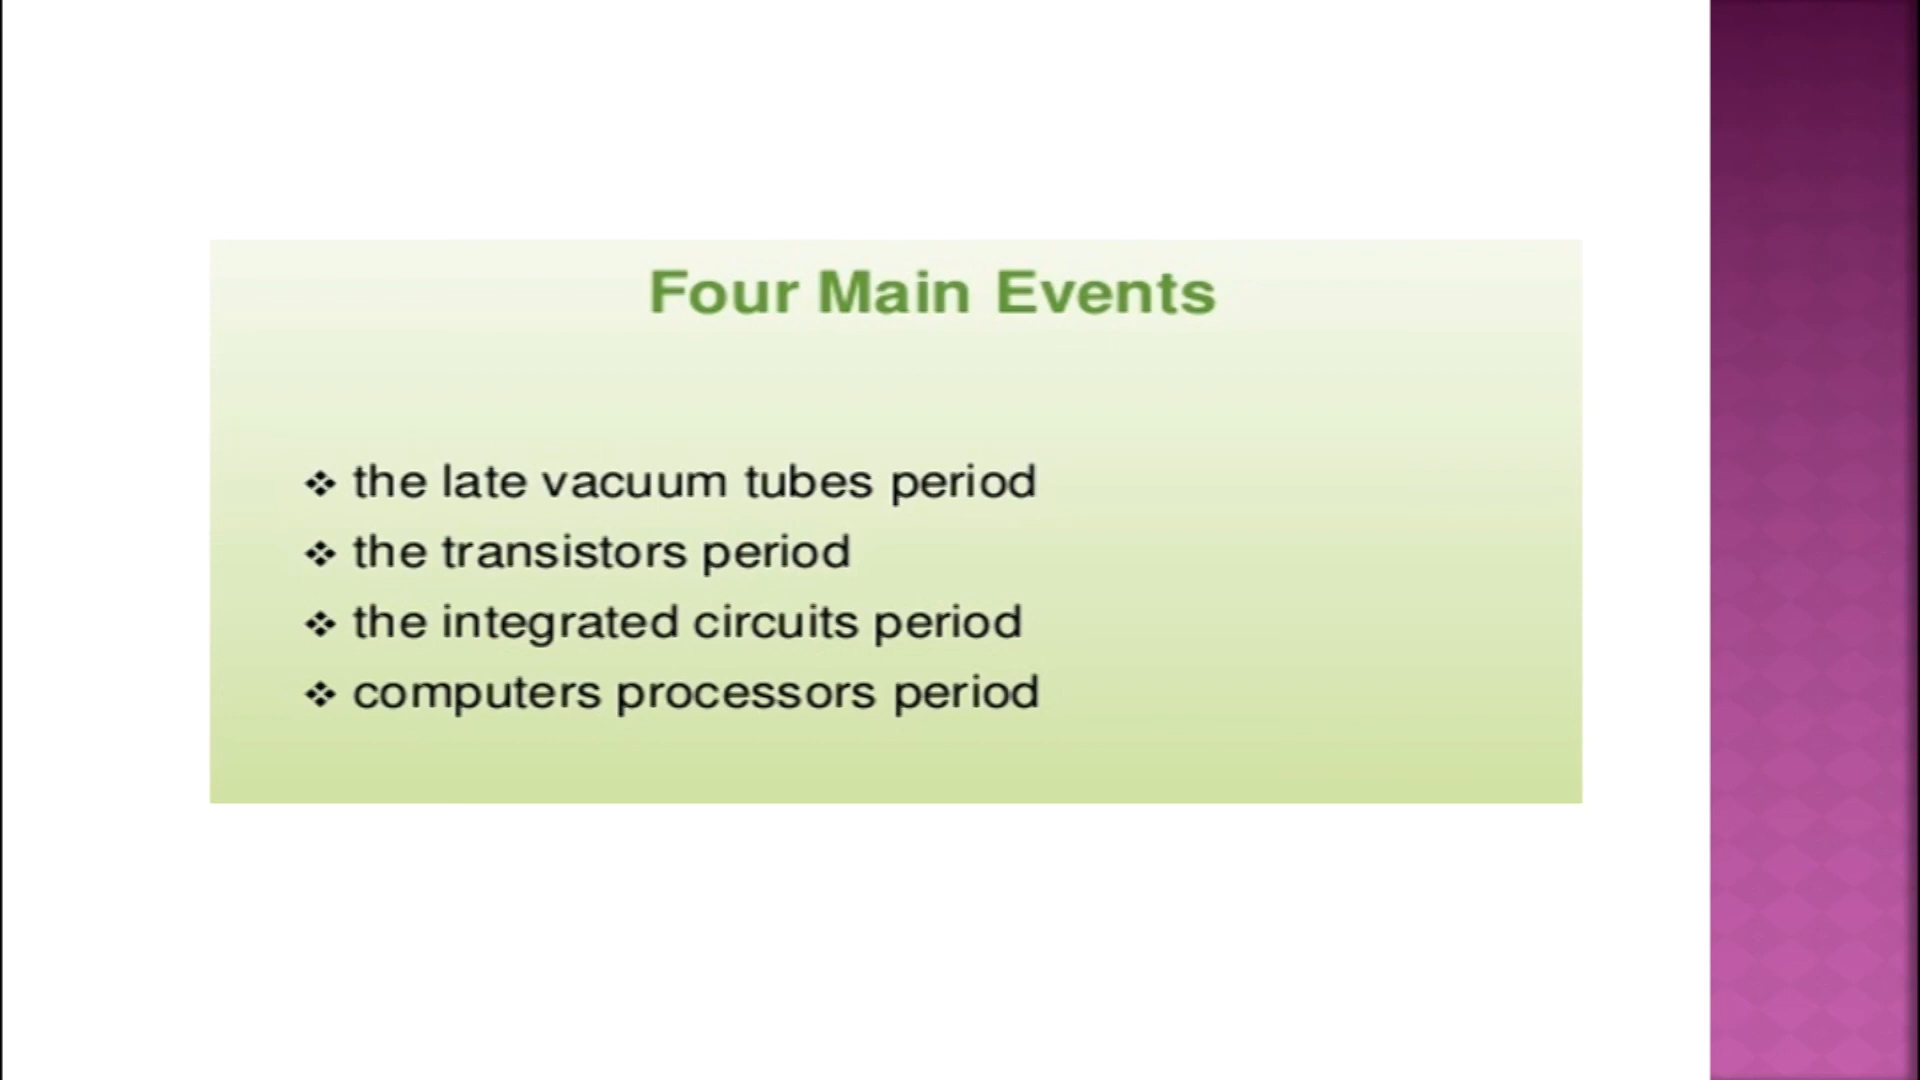 Four Main Events
❖ the late vacuum tubes period
❖ the transistors period
❖ the integrated circuits period
❖ computers processors period